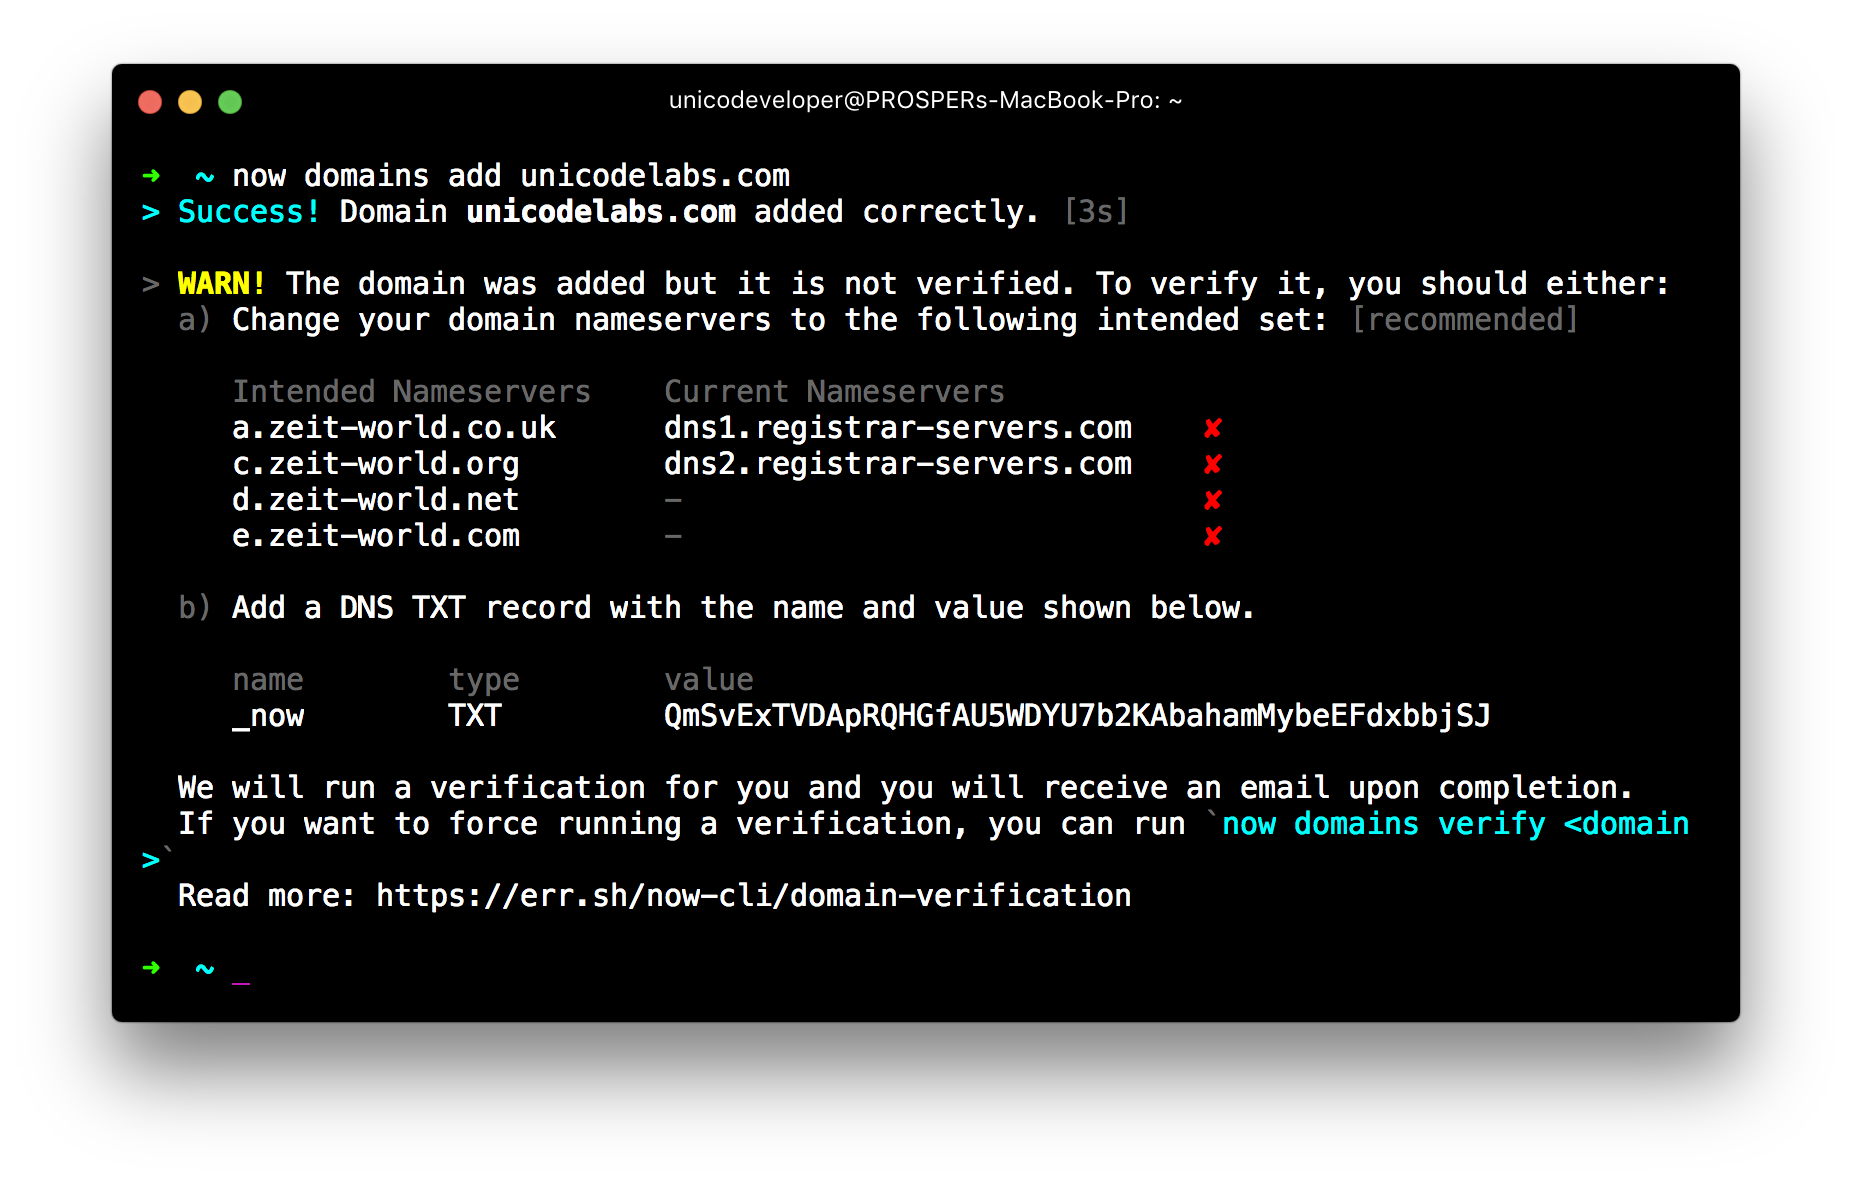 unicodeveloper@PROSPERs-MacBook-Pro: ~
➜  ~ now domains add unicodelabs.com
> Success! Domain unicodelabs.com added correctly. [3s]
> WARN! The domain was added but it is not verified. To verify it, you should either:
a) Change your domain nameservers to the following intended set: [recommended]
Intended Nameservers    Current Nameservers
a.zeit-world.co.uk      dns1.registrar-servers.com    ✘
c.zeit-world.org        dns2.registrar-servers.com    ✘
d.zeit-world.net        -                             ✘
e.zeit-world.com        -                             ✘
b) Add a DNS TXT record with the name and value shown below.
name        type        value
_now        TXT         QmSvExTVDApRQHGfAU5WDYU7b2KAbahamMybeEFdxbbjSJ
We will run a verification for you and you will receive an email upon completion.
If you want to force running a verification, you can run `now domains verify <domain
>`
Read more: https://err.sh/now-cli/domain-verification
➜  ~ _